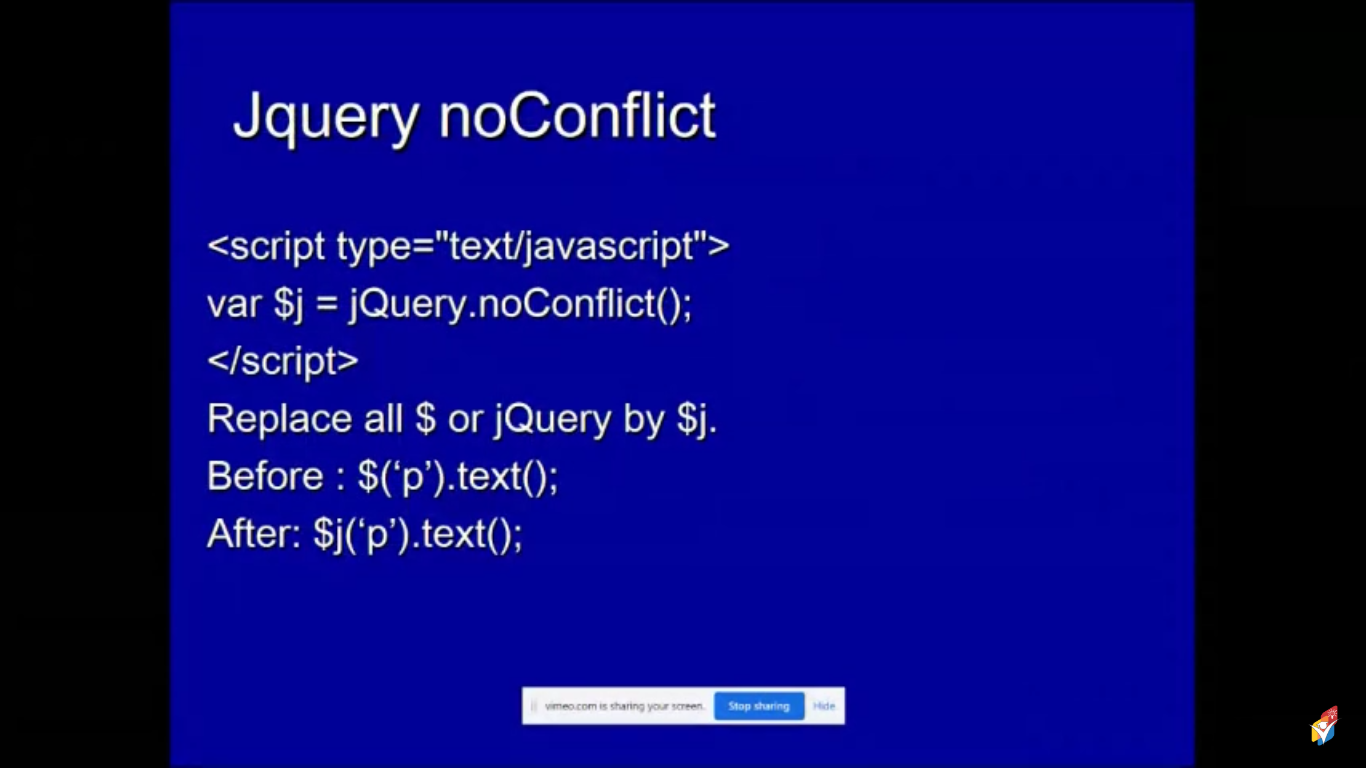 Jquery noConflict
<script type="text/javascript">
var $j = jQuery.noConflict();
</script>
Replace all $ or jQuery by $j.
Before : $(‘p’).text();
After: $j(‘p’).text();
vimeo.com is sharing your screen. Stop sharing Hide